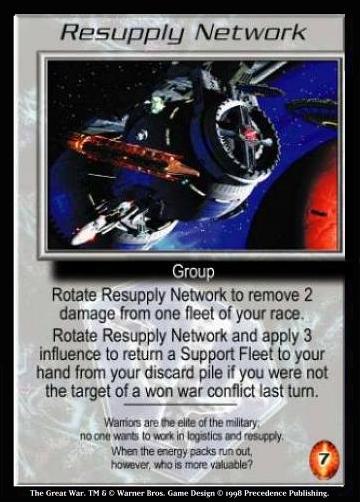 Resupply Network
Group
Rotate Resupply Network to remove 2
damage from one fleet of your race.
Rotate Resupply Network and apply 3
influence to return a Support Fleet to your
hand from your discard pile if you were not
the target of a won war conflict last turn.
Warriors are the elite of the military;
no one wants to work in logistics and resupply.
When the energy packs run out,
however, who is more valuable?
7
The Great War. TM & © Warner Bros. Game Design © 1998 Precedence Publishing.